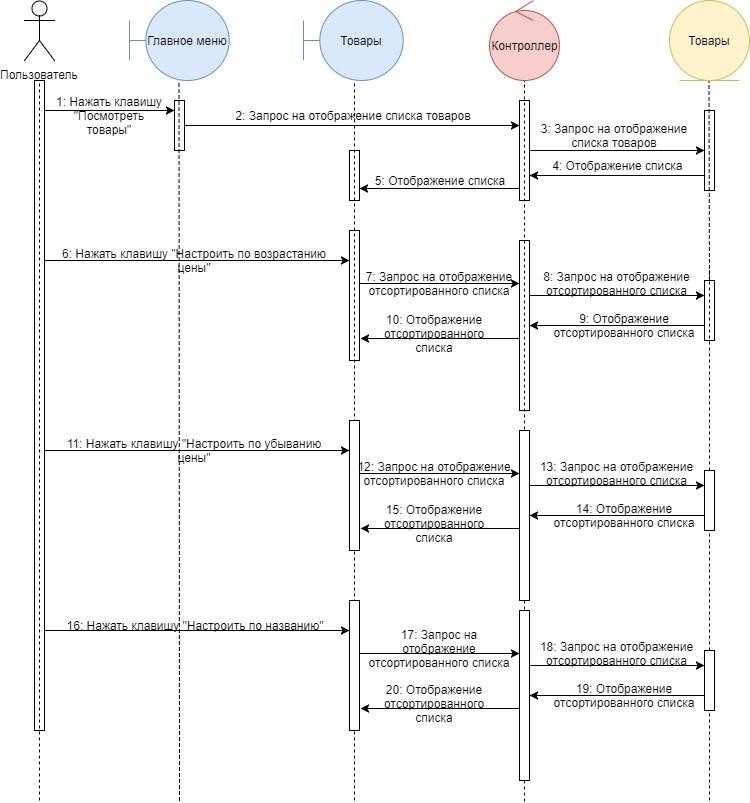 Пользователь
Главное меню
Товары
Контроллер
Товары
1: Нажать клавишу
"Посмотреть
товары"
2: Запрос на отображение списка товаров
3: Запрос на отображение
списка товаров
4: Отображение списка
5: Отображение списка
6: Нажать клавишу "Настроить по возрастанию
цены"
7: Запрос на отображение
отсортированного списка
8: Запрос на отображение
отсортированного списка
9: Отображение
отсортированного списка
10: Отображение
отсортированного
списка
11: Нажать клавишу "Настроить по убыванию
цены"
12: Запрос на отображение
отсортированного списка
13: Запрос на отображение
отсортированного списка
14: Отображение
отсортированного списка
15: Отображение
отсортированного
списка
16: Нажать клавишу "Настроить по названию"
17: Запрос на
отображение
отсортированного списка
18: Запрос на отображение
отсортированного списка
19: Отображение
отсортированного списка
20: Отображение
отсортированного
списка